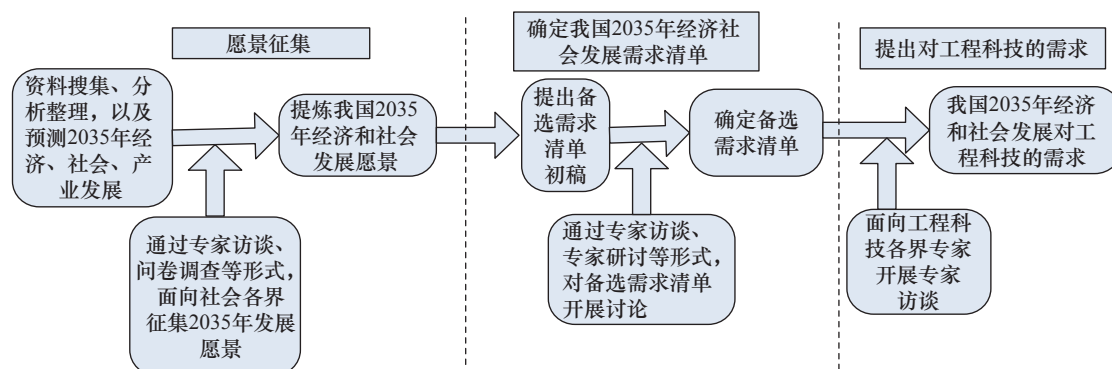 愿景征集
资料搜集、分
析整理，以及
预测2035年经
济、社会、产
业发展
提炼我国2035
年经济和社会
发展愿景
通过专家访谈、
问卷调查等形式，
面向社会各界
征集2035年发展
愿景
确定我国2035年经济社
会发展需求清单
提出备
选需求
清单
初稿
确定备选
需求清单
通过专家访谈、
专家研讨等形式，
对备选需求清单
开展讨论
提出对工程科技的需求
我国2035年经济
和社会发展对工
程科技的需求
面向工程科
技各界专家
开展专家
访谈